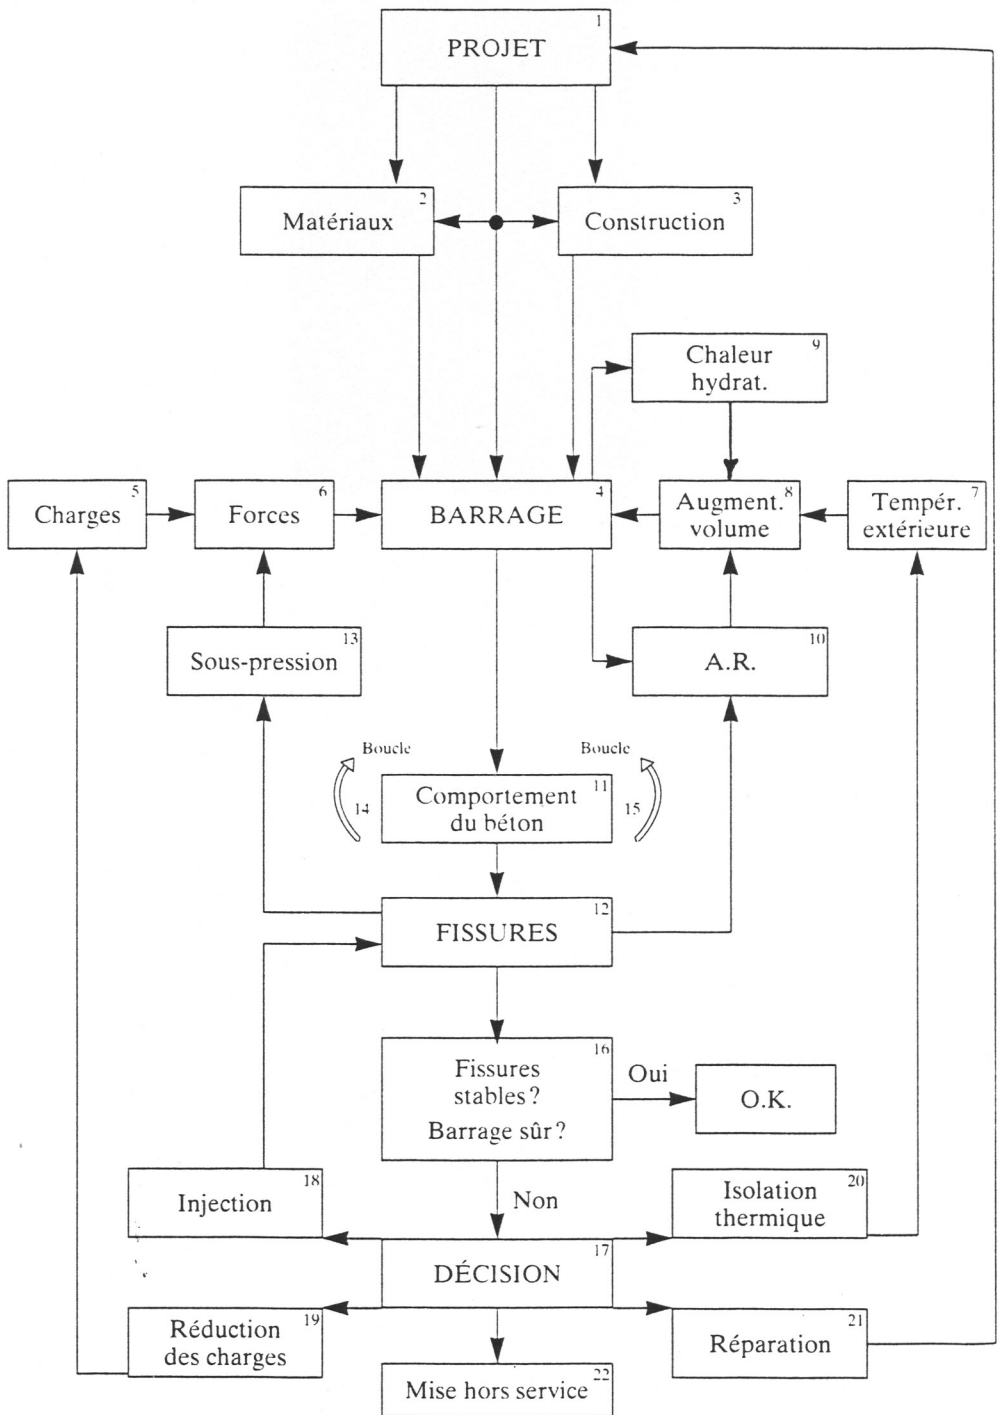 1
PROJET
2
Matériaux
3
Construction
9
Chaleur
hydrat.
5
Charges
6
Forces
4
BARRAGE
8
Augment.
volume
7
Tempér.
extérieure
13
Sous-pression
10
A.R.
Boucle
14
11
Comportement
du béton
Boucle
15
12
FISSURES
16
Fissures
stables?
Barrage sûr?
Oui
O.K.
Non
18
Injection
20
Isolation
thermique
17
DÉCISION
19
Réduction
des charges
21
Réparation
22
Mise hors service